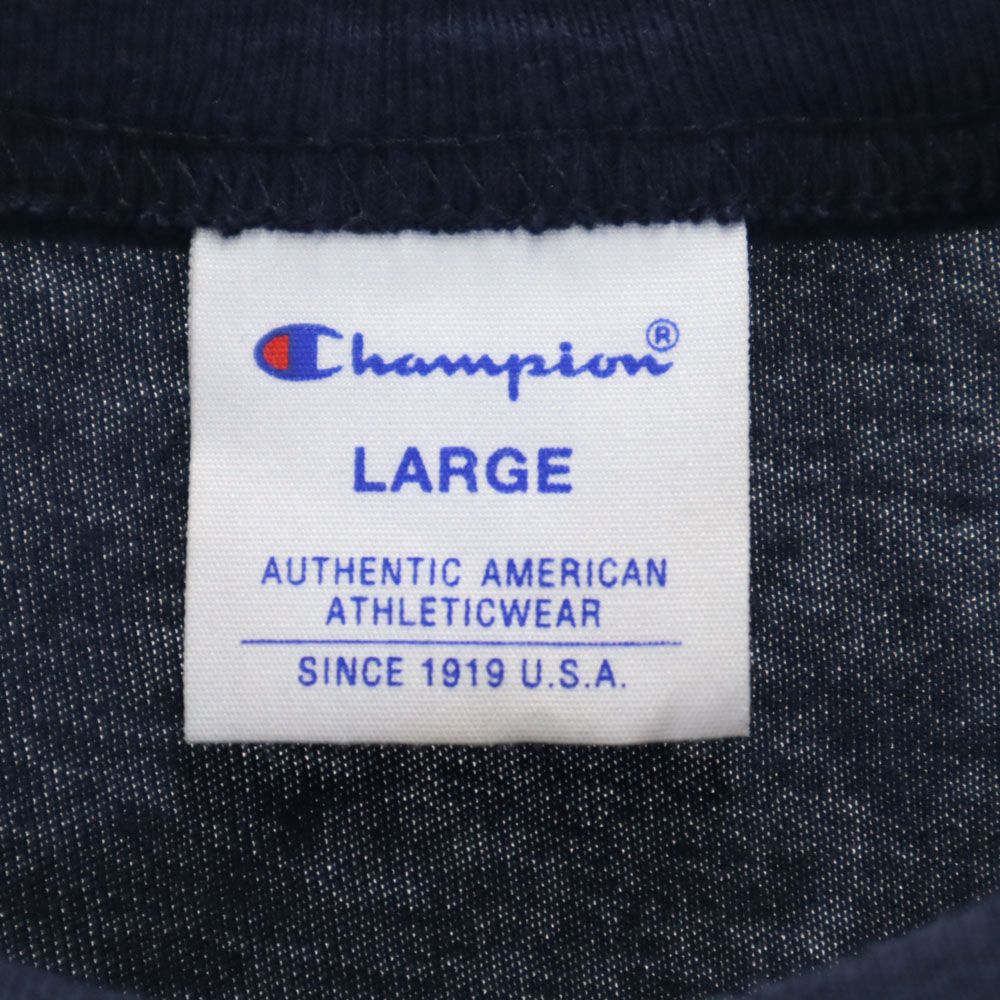 Champion®
LARGE
AUTHENTIC AMERICAN
ATHLETICWEAR
SINCE 1919 U.S.A.